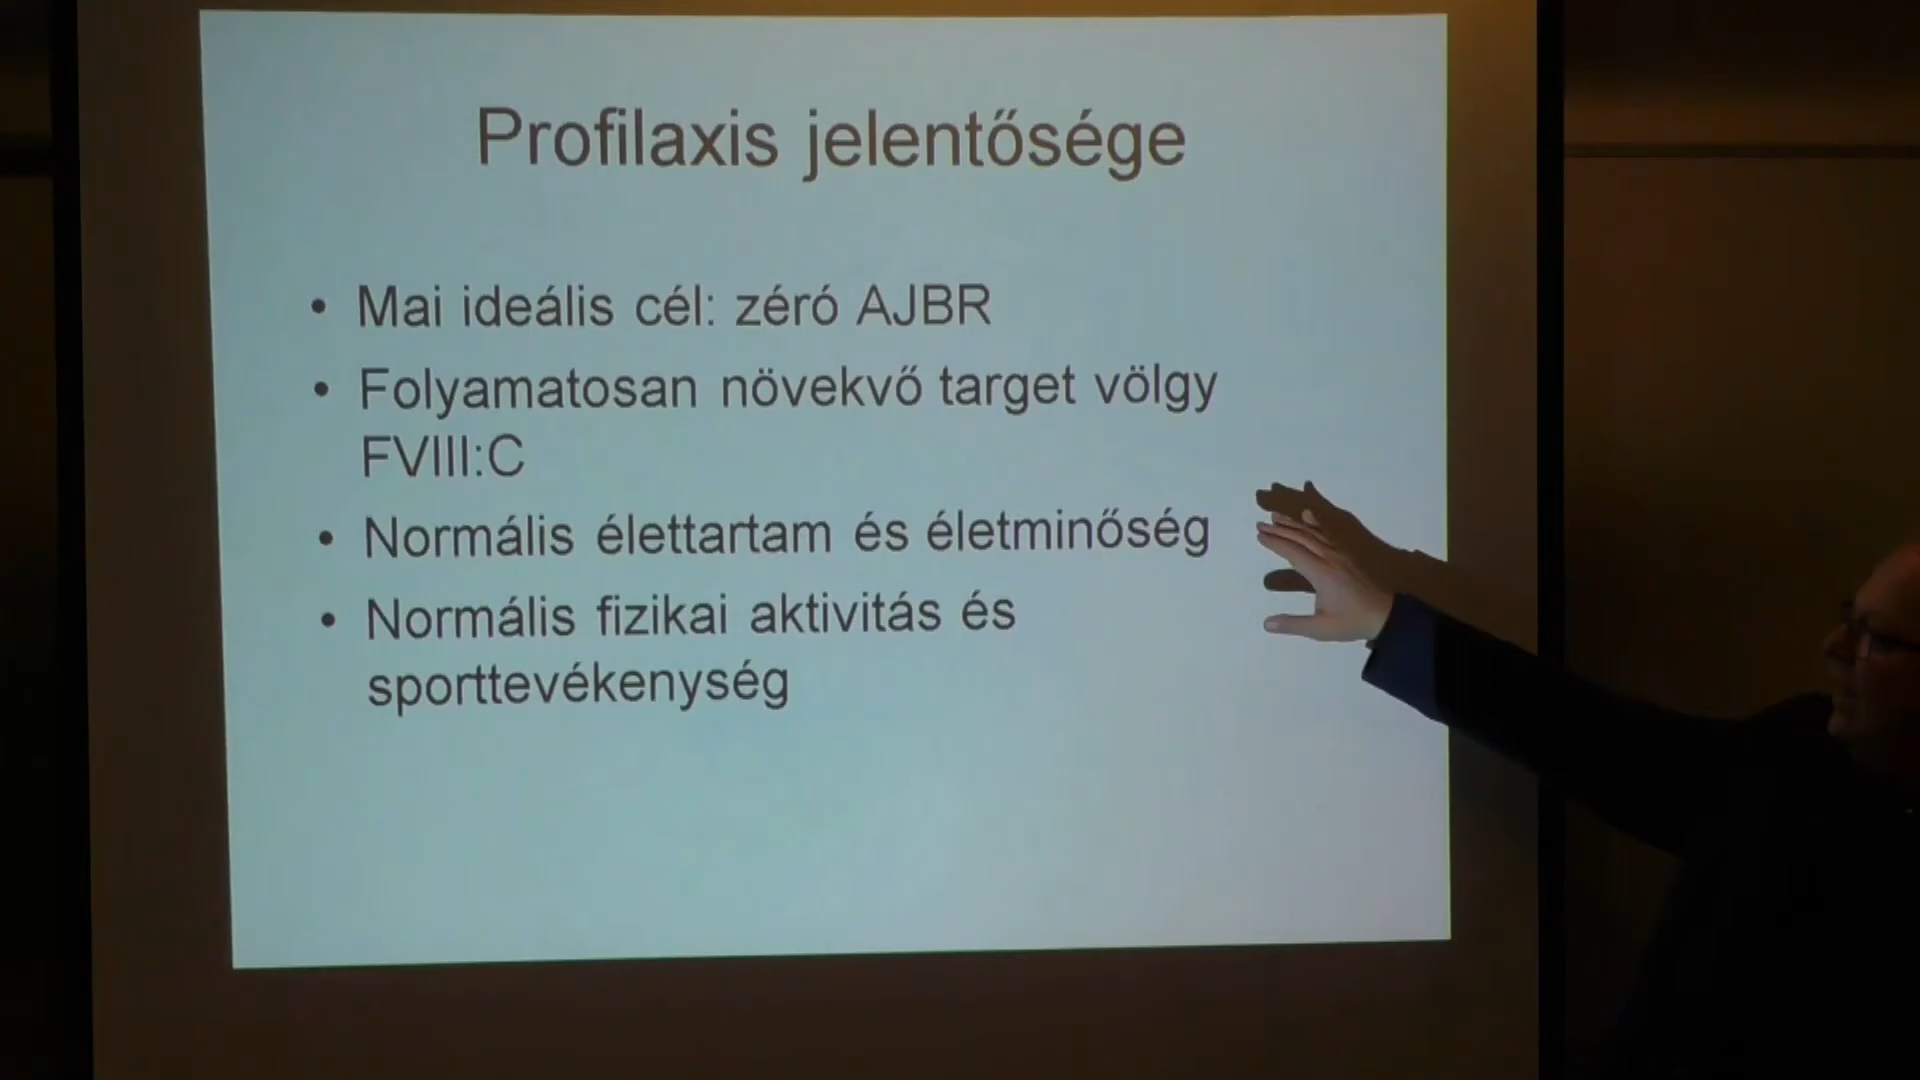 Profilaxis jelentősége
• Mai ideális cél: zéró AJBR
• Folyamatosan növekvő target völgy
FVIII:C
• Normális élettartam és életminőség
• Normális fizikai aktivitás és
sporttevékenység